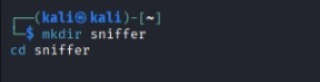 ┌──(kali㉿kali)-[~]
└─$ mkdir sniffer
cd sniffer